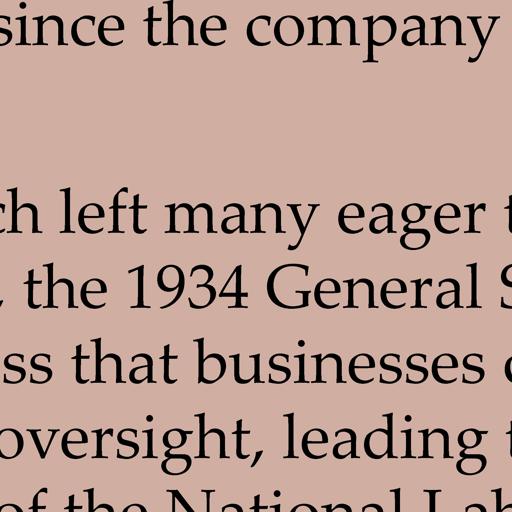 since the company
ch left many eager t
, the 1934 General S
ss that businesses
oversight, leading t
of the National Lab